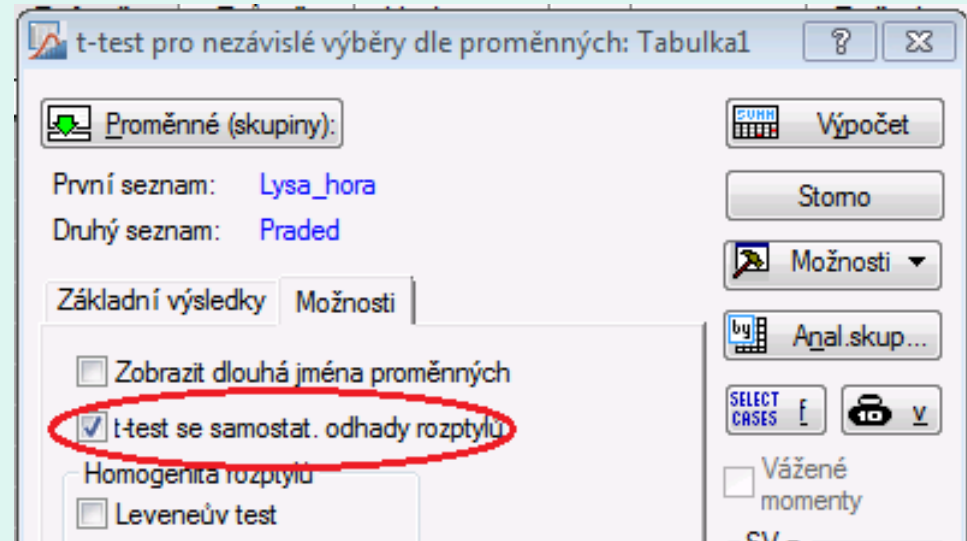 t-test pro nezávislé výběry dle proměnných: Tabulka1
Proměnné (skupiny):
Výpočet
První seznam: Lysa_hora
Storno
Druhý seznam: Praded
Možnosti
Základní výsledky Možnosti
by Anal.skup...
Zobrazit dlouhá jména proměnných
SELECT CASES f v
t-test se samostat. odhady rozptylů
Homogenita rozptylů
Vážené
momenty
Leveneův test